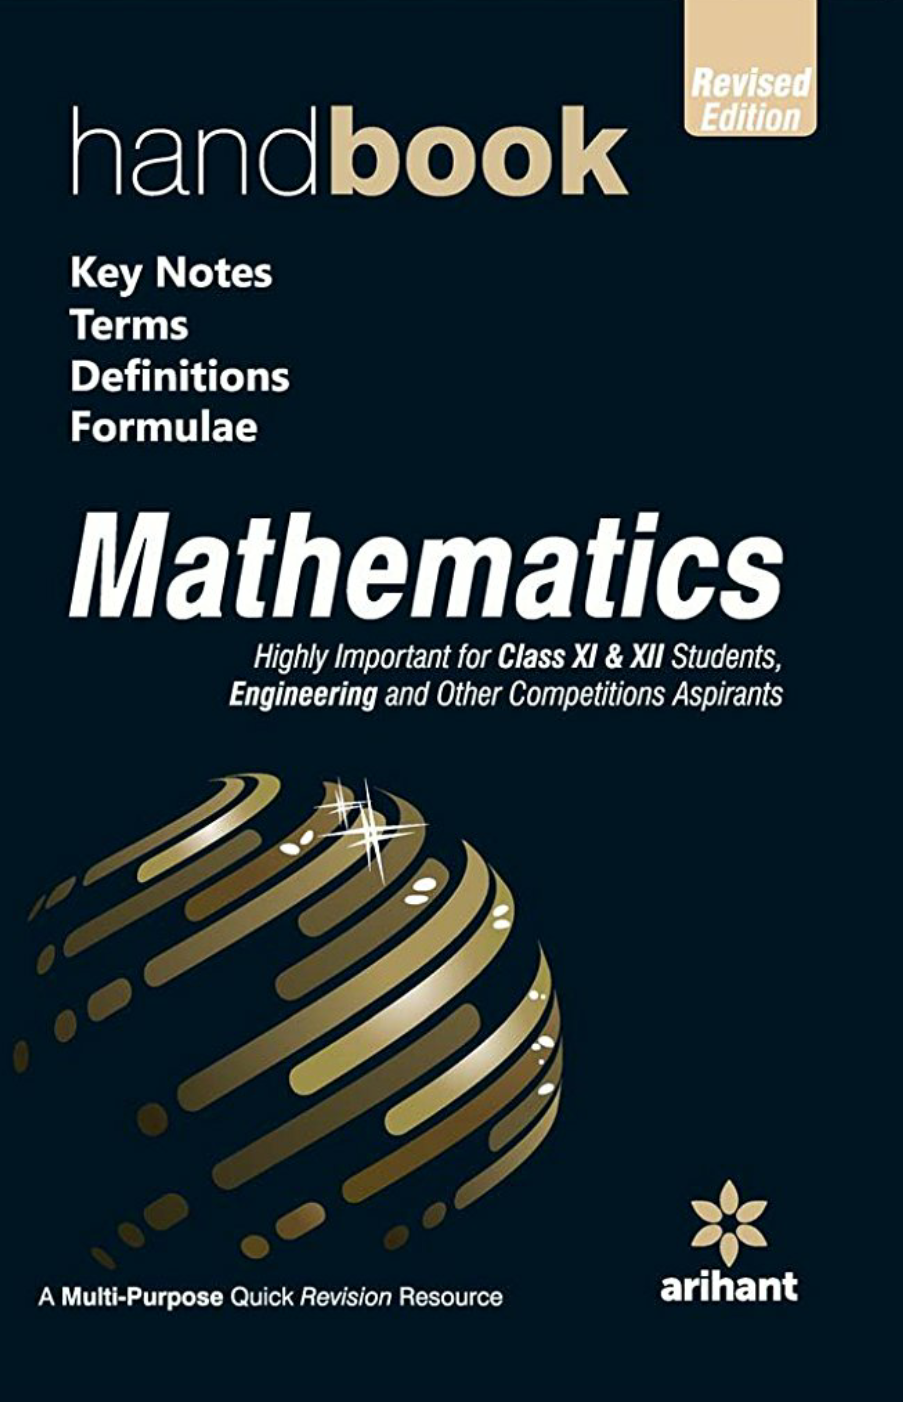 Revised
Edition
handbook
Key Notes
Terms
Definitions
Formulae
Mathematics
Highly Important for Class XI & XII Students,
Engineering and Other Competitions Aspirants
A Multi-Purpose Quick Revision Resource
arihant